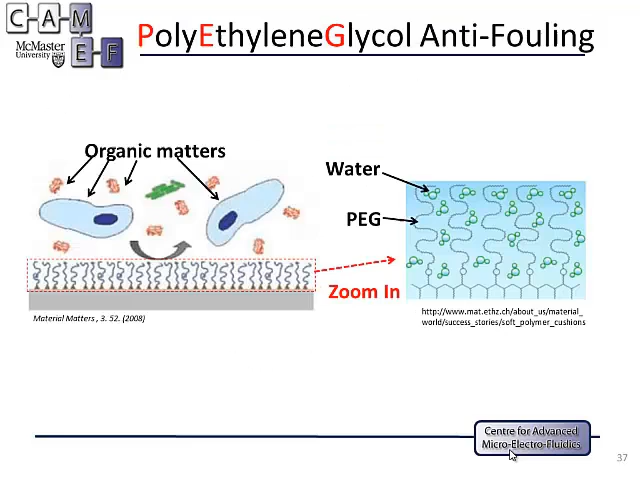 C A M
E F
McMaster
University
PolyEthyleneGlycol Anti-Fouling
Organic matters
Water
PEG
Zoom In
Material Matters , 3. 52. (2008)
http://www.mat.ethz.ch/about_us/material_
world/success_stories/soft_polymer_cushions
Centre for Advanced
Micro-Electro-Fluidics
37